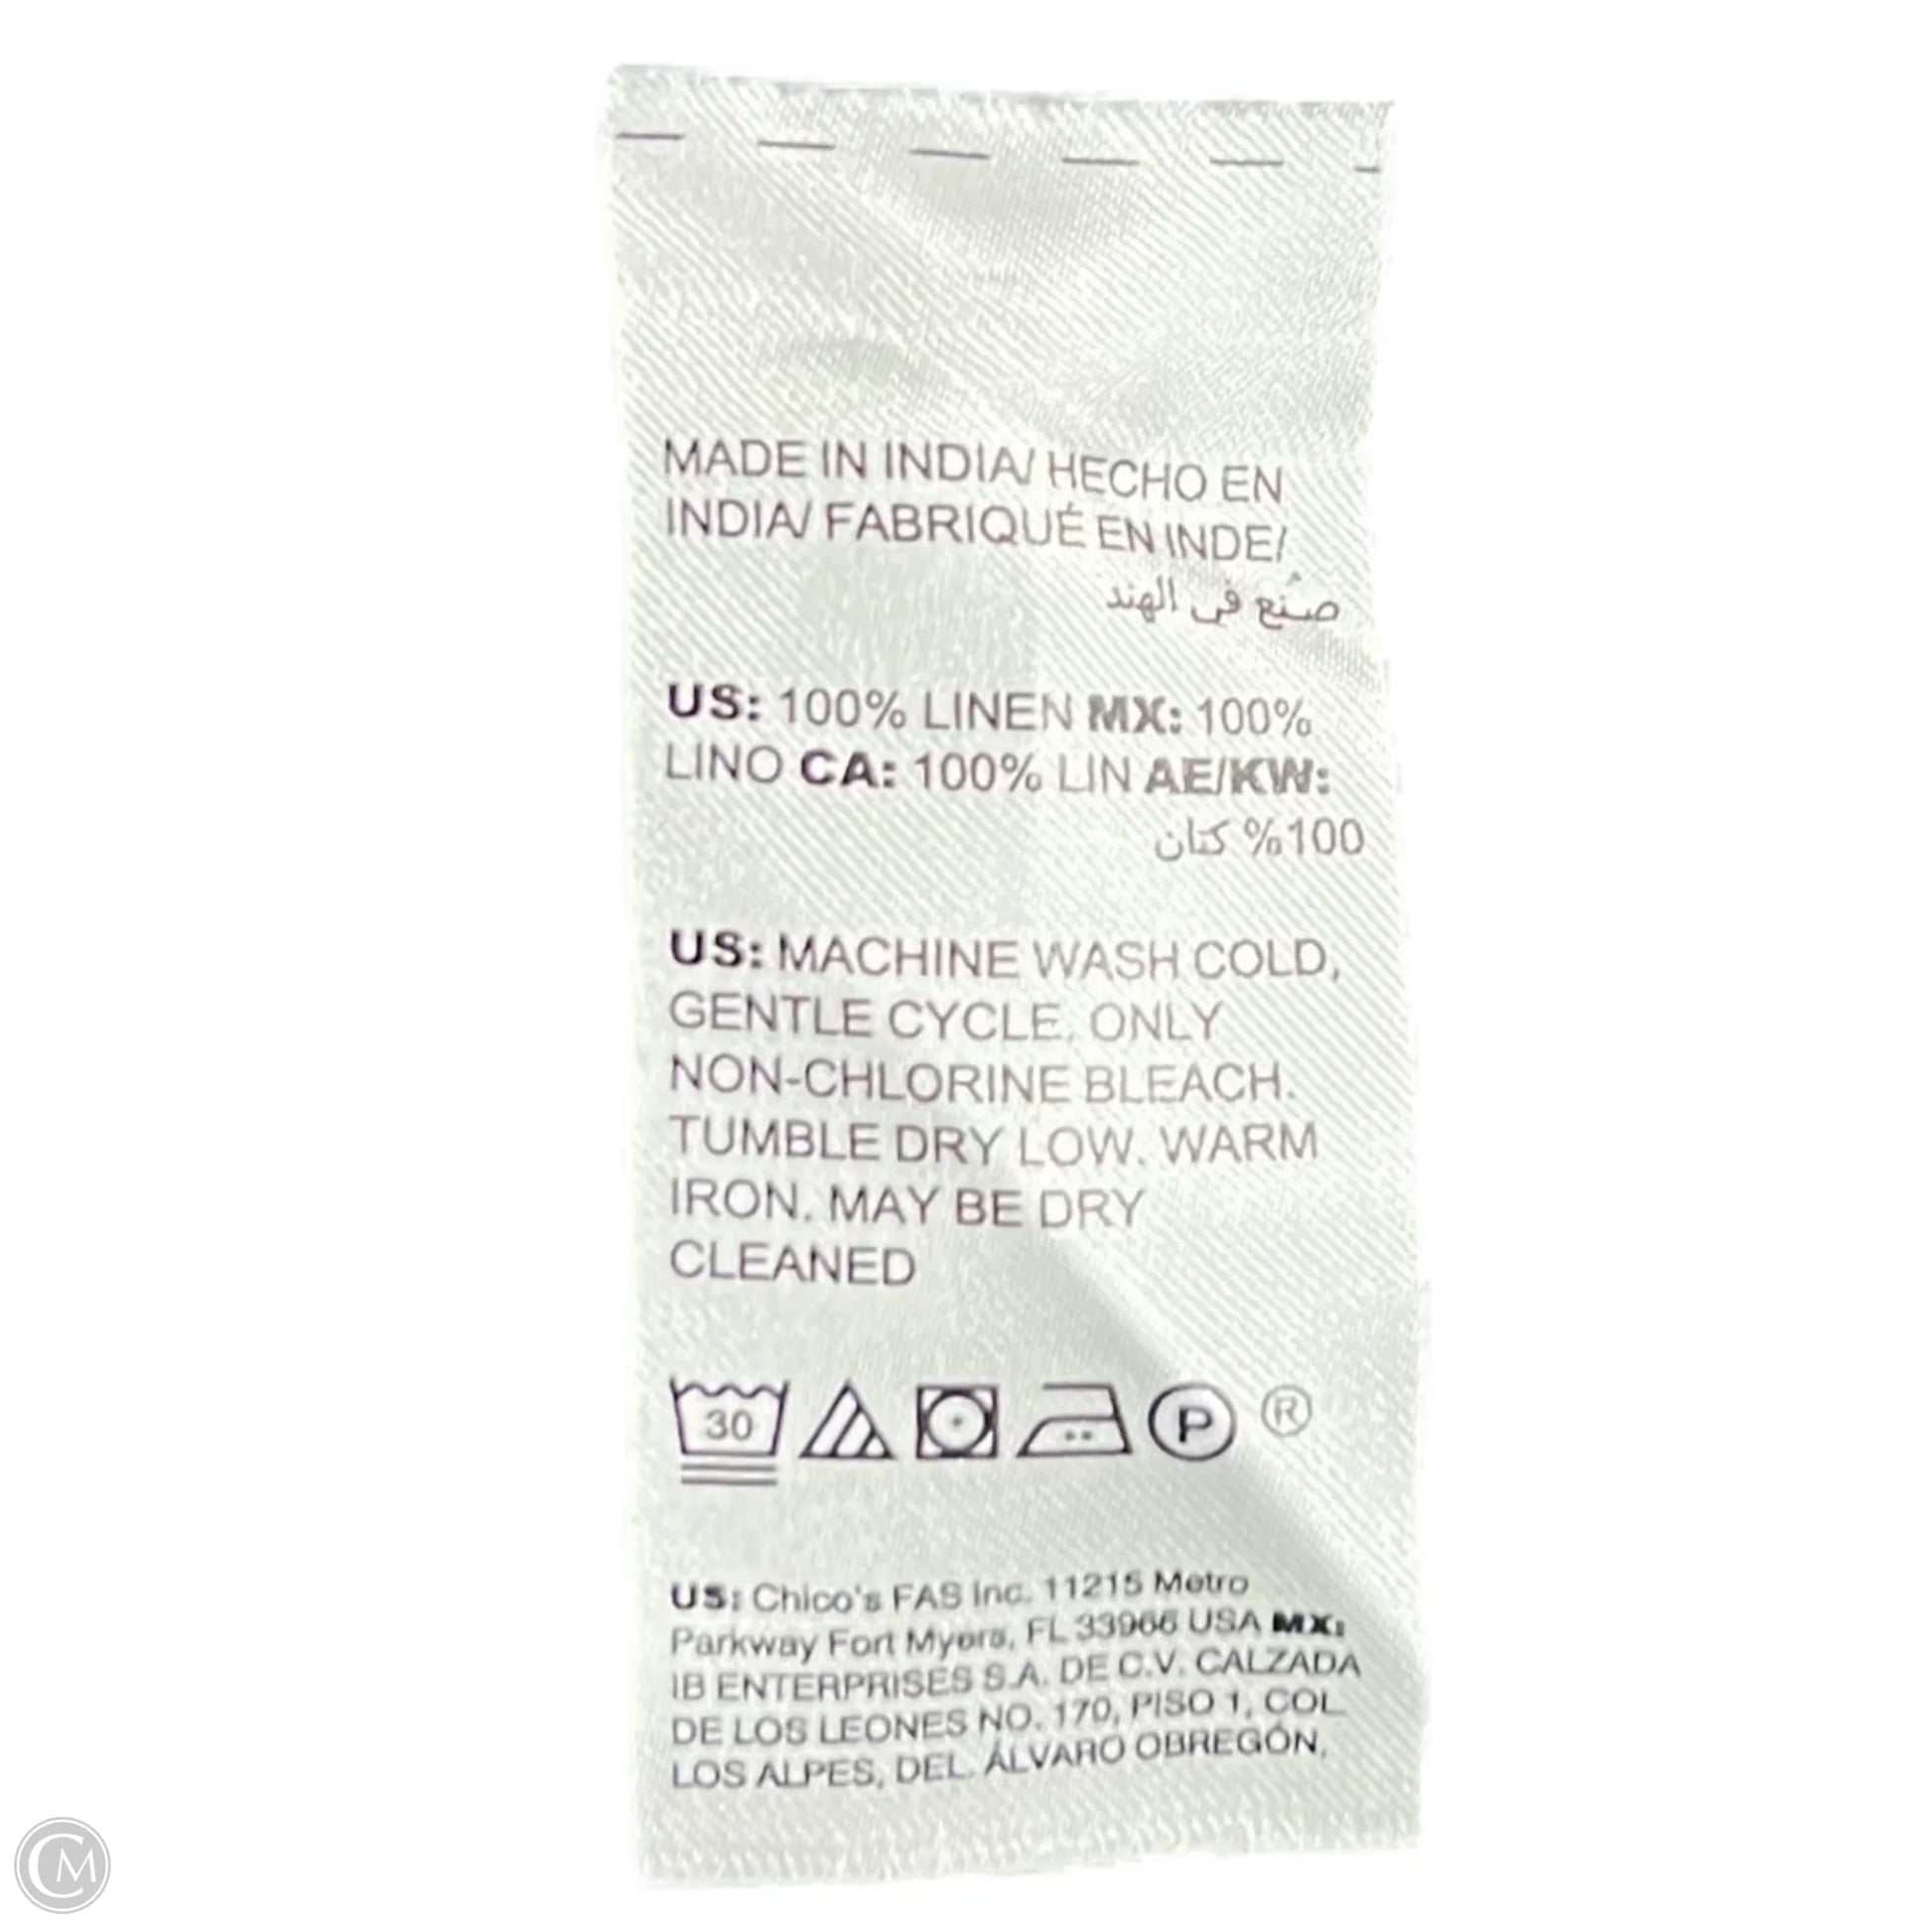 MADE IN INDIA/ HECHO EN
INDIA/ FABRIQUÉ EN INDE/
صُنع في الهند
US: 100% LINEN MX: 100%
LINO CA: 100% LIN AE/KW:
100% كتان
US: MACHINE WASH COLD,
GENTLE CYCLE. ONLY
NON-CHLORINE BLEACH.
TUMBLE DRY LOW. WARM
IRON. MAY BE DRY
CLEANED
30 P ®
US: Chico's FAS Inc. 11215 Metro
Parkway Fort Myers, FL 33966 USA MX:
IB ENTERPRISES S.A. DE C.V. CALZADA
DE LOS LEONES NO. 170, PISO 1, COL
LOS ALPES, DEL. ÁLVARO OBREGÓN,
CM